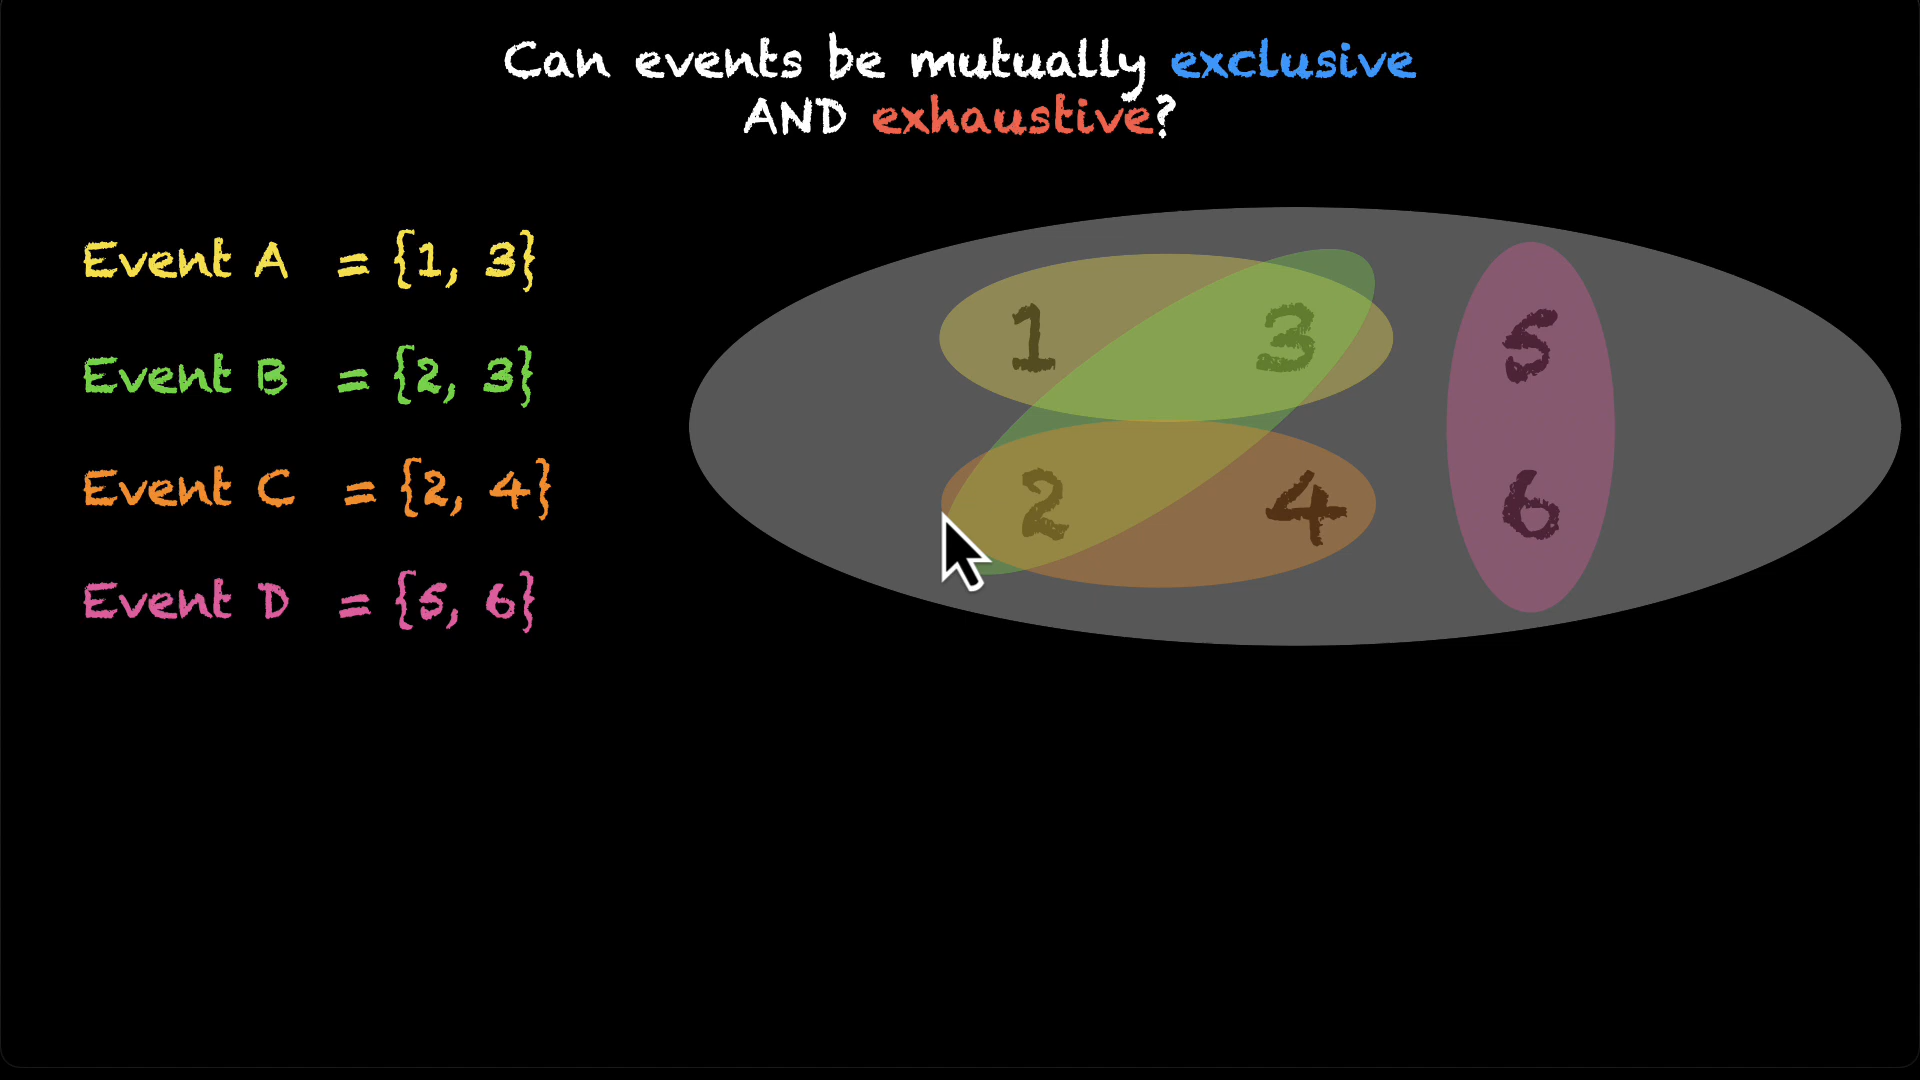 Can events be mutually exclusive
AND exhaustive?
Event A = {1, 3}
Event B = {2, 3}
Event C = {2, 4}
Event D = {5, 6}
1 3 5
2 4 6